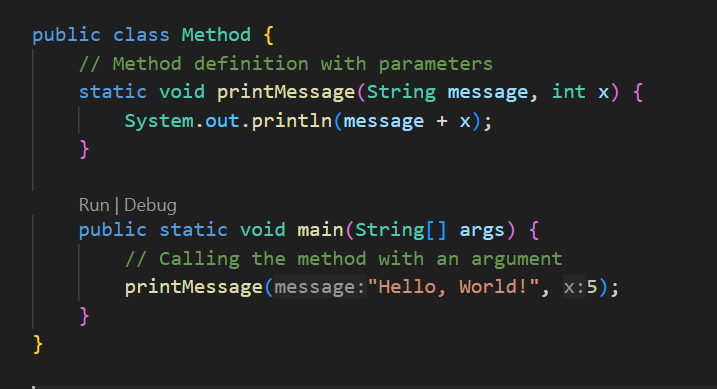 public class Method {
    // Method definition with parameters
    static void printMessage(String message, int x) {
        System.out.println(message + x);
    }
    Run | Debug
    public static void main(String[] args) {
        // Calling the method with an argument
        printMessage(message:"Hello, World!", x:5);
    }
}